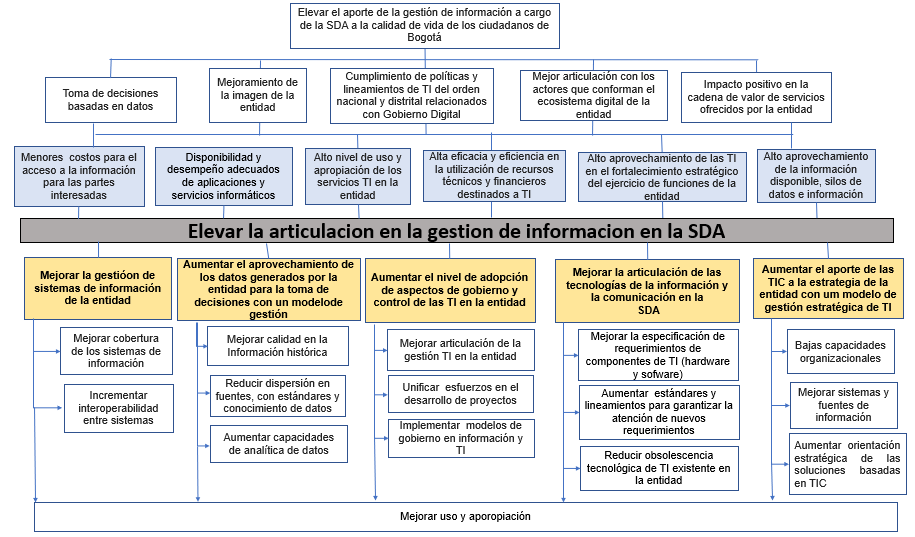 Elevar el aporte de la gestión de información a cargo
de la SDA a la calidad de vida de los ciudadanos de
Bogotá
Toma de decisiones
basadas en datos
Mejoramiento de
la imagen de la
entidad
Cumplimiento de políticas y
lineamientos de TI del orden
nacional y distrital relacionados
con Gobierno Digital
Mejor articulación con los
actores que conforman el
ecosistema digital de la
entidad
Impacto positivo en la
cadena de valor de servicios
ofrecidos por la entidad
Menores costos para el
acceso a la información
para las partes
interesadas
Disponibilidad y
desempeño adecuados
de aplicaciones y
servicios informáticos
Alto nivel de uso y
apropiación de los
servicios TI en la
entidad
Alta eficacia y eficiencia en
la utilización de recursos
técnicos y financieros
destinados a TI
Alto aprovechamiento de las TI
en el fortalecimiento estratégico
del ejercicio de funciones de la
entidad
Alto aprovechamiento
de la información
disponible, silos de
datos e información
Elevar la articulacion en la gestion de informacion en la SDA
Mejorar la gestióon de
sistemas de información
de la entidad
Aumentar el aprovechamiento de
los datos generados por la
entidad para la toma de
decisiones con un modelode
gestión
Aumentar el nivel de adopción
de aspectos de gobierno y
control de las TI en la entidad
Mejorar la articulación de las
tecnologías de la información y
la comunicación en la
SDA
Aumentar el aporte de las
TIC a la estrategia de la
entidad con um modelo de
gestión estratégica de TI
Mejorar cobertura
de los sistemas de
información
Incrementar
interoperabilidad
entre sistemas
Mejorar calidad en la
Información histórica
Reducir dispersión en
fuentes, con estándares y
conocimiento de datos
Aumentar capacidades
de analítica de datos
Mejorar articulación de la
gestión TI en la entidad
Unificar esfuerzos en el
desarrollo de proyectos
Implementar modelos de
gobierno en información y
TI
Mejorar la especificación de
requerimientos de
componentes de TI (hardware
y sofware)
Aumentar estándares y
lineamientos para garantizar la
atención de nuevos
requerimientos
Reducir obsolescencia
tecnológica de TI existente en
la entidad
Bajas capacidades
organizacionales
Mejorar sistemas y
fuentes de
información
Aumentar orientación
estratégica de las
soluciones basadas
en TIC
Mejorar uso y aporopiación